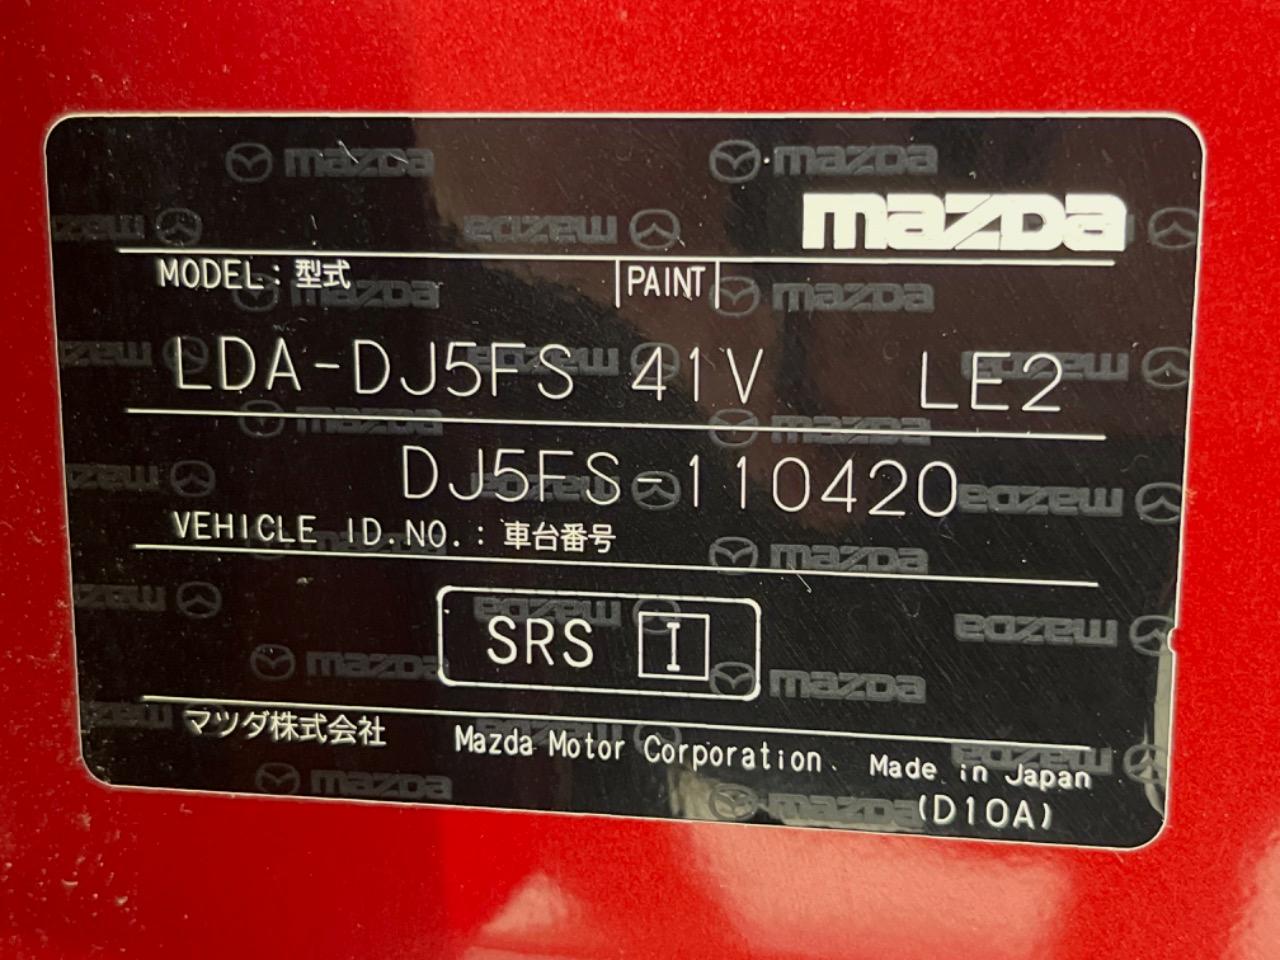 mazda
MODEL: 型式 PAINT
LDA-DJ5FS 41V LE2
DJ5FS-110420
VEHICLE ID.NO.: 車台番号
SRS I
マツダ株式会社 Mazda Motor Corporation. Made in Japan
(D10A)